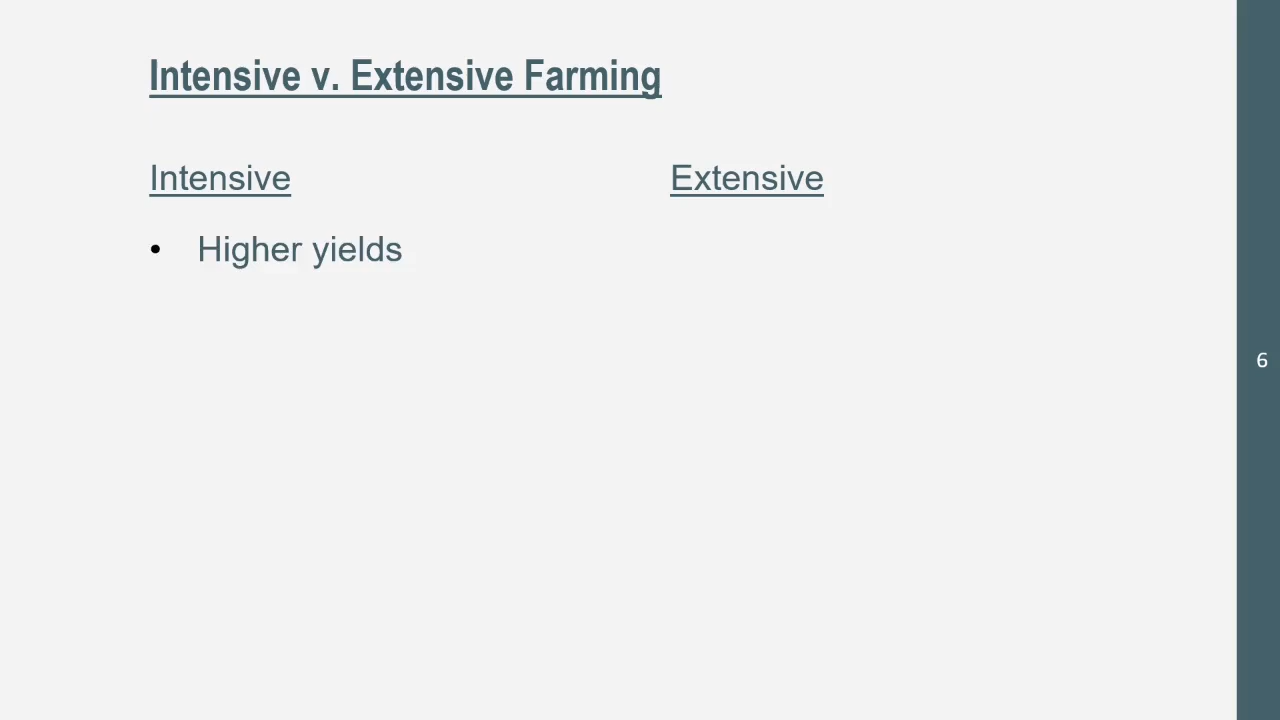 Intensive v. Extensive Farming
Intensive
Extensive
• Higher yields
6